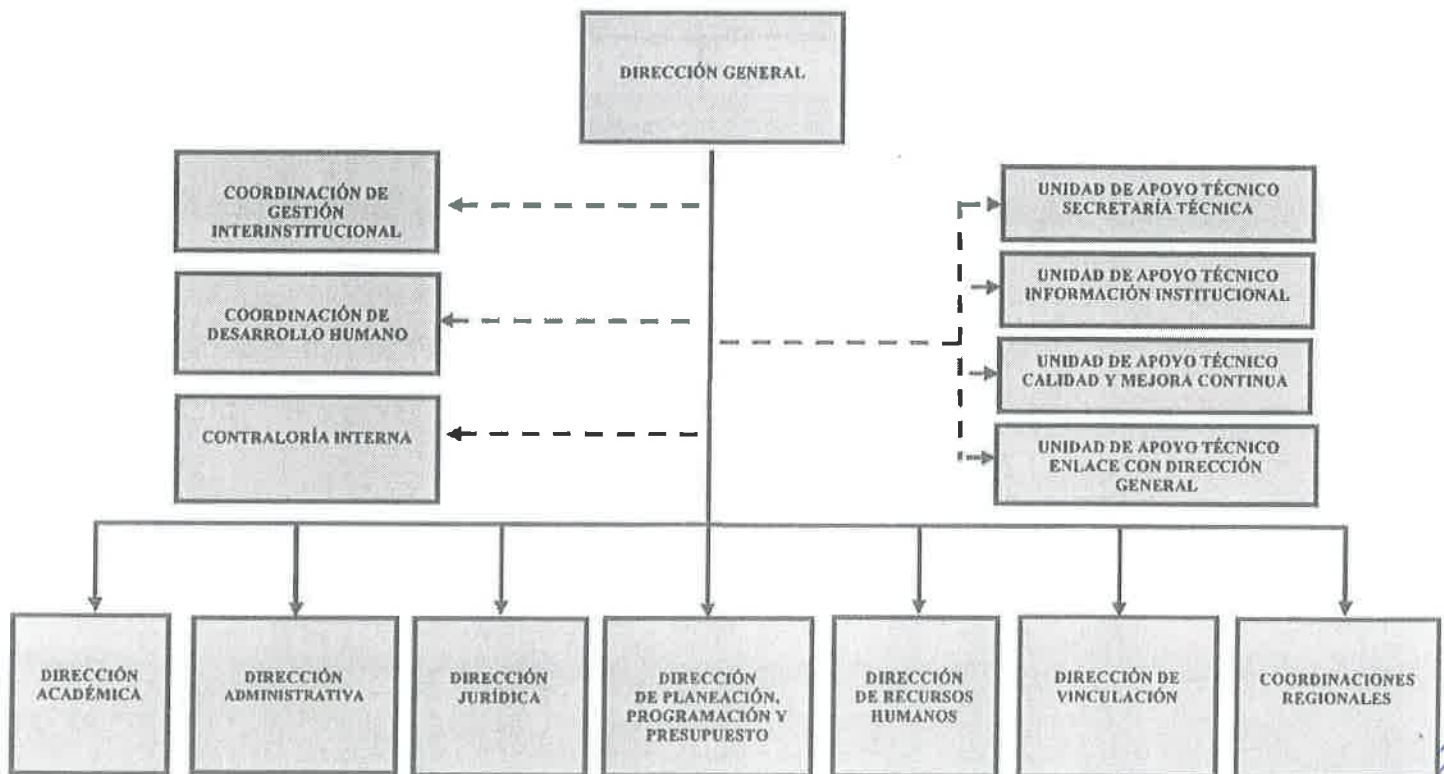 DIRECCIÓN GENERAL
COORDINACIÓN DE
GESTIÓN
INTERINSTITUCIONAL
COORDINACIÓN DE
DESARROLLO HUMANO
CONTRALORÍA INTERNA
UNIDAD DE APOYO TÉCNICO
SECRETARÍA TÉCNICA
UNIDAD DE APOYO TÉCNICO
INFORMACIÓN INSTITUCIONAL
UNIDAD DE APOYO TÉCNICO
CALIDAD Y MEJORA CONTINUA
UNIDAD DE APOYO TÉCNICO
ENLACE CON DIRECCIÓN
GENERAL
DIRECCIÓN
ACADÉMICA
DIRECCIÓN
ADMINISTRATIVA
DIRECCIÓN
JURÍDICA
DIRECCIÓN
DE PLANEACIÓN,
PROGRAMACIÓN Y
PRESUPUESTO
DIRECCIÓN
DE RECURSOS
HUMANOS
DIRECCIÓN DE
VINCULACIÓN
COORDINACIONES
REGIONALES